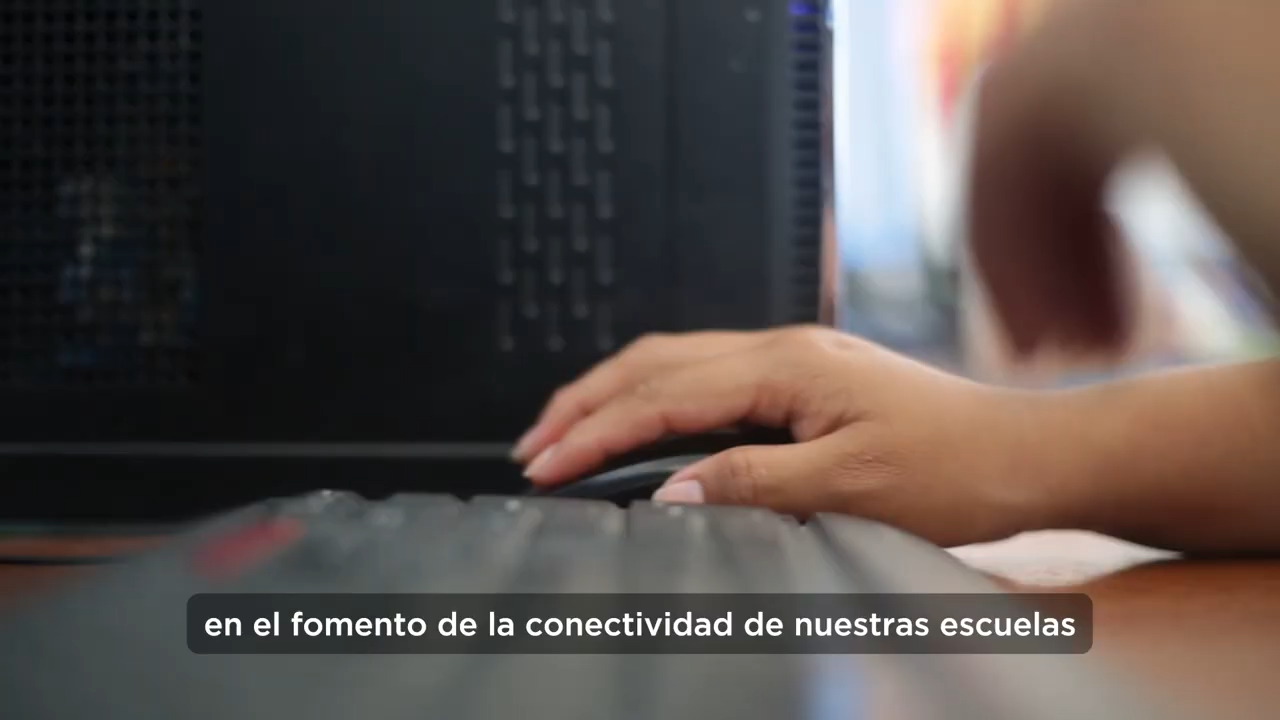 en el fomento de la conectividad de nuestras escuelas